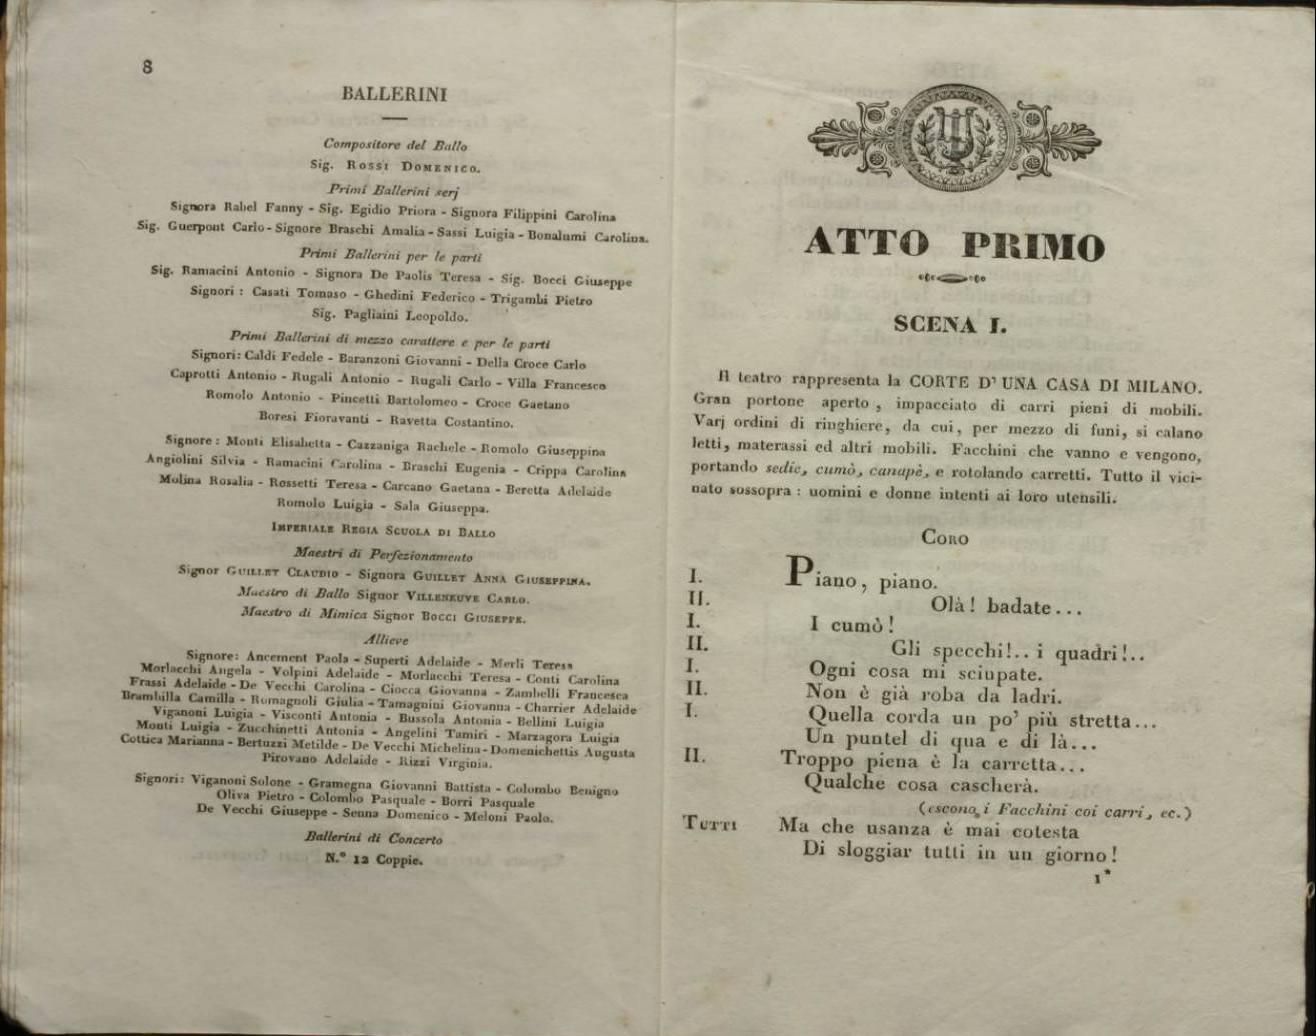 8
BALLERINI
Compositore del Ballo
Sig. ROSSI DOMENICO.
Primi Ballerini serj
Signora Rabel Fanny - Sig. Egidio Priora - Signora Filippini Carolina
Sig. Guerpont Carlo - Signore Braschi Amalia - Sassi Luigia - Bonalumi Carolina.
Primi Ballerini per le parti
Sig. Ramacini Antonio - Signora De Paolis Teresa - Sig. Bocci Giuseppe
Signori : Casati Tomaso - Ghedini Federico - Trigambi Pietro
Sig. Pagliaini Leopoldo.
Primi Ballerini di mezzo carattere e per le parti
Signori: Caldi Fedele - Baranzoni Giovanni - Della Croce Carlo
Caprotti Antonio - Rugali Antonio - Rugali Carlo - Villa Francesco
Romolo Antonio - Pincetti Bartolomeo - Croce Gaetano
Boresi Fioravanti - Ravetta Costantino.
Signore : Monti Elisabetta - Cazzaniga Rachele - Romolo Giuseppina
Angiolini Silvia - Ramacini Carolina - Braschi Eugenia - Crippa Carolina
Molina Rosalia - Rossetti Teresa - Carcano Gaetana - Beretta Adelaide
Romolo Luigia - Sala Giuseppa.
IMPERIALE REGIA SCUOLA DI BALLO
Maestri di Perfezionamento
Signor GUILLET CLAUDIO - Signora GUILLET ANNA GIUSEPPINA.
Maestro di Ballo Signor VILLENEUVE CARLO.
Maestro di Mimica Signor BOCCI GIUSEPPE.
Allieve
Signore: Ancement Paola - Superti Adelaide - Merli Teresa
Morlacchi Angela - Volpini Adelaide - Morlacchi Teresa - Conti Carolina
Frassi Adelaide - De Vecchi Carolina - Ciocca Giovanna - Zambelli Francesca
Brambilla Camilla - Romagnoli Giulia - Tamagnini Giovanna - Charrier Adelaide
Viganoni Luigia - Visconti Antonia - Bussola Antonia - Bellini Luigia
Monti Luigia - Zucchinetti Antonia - Angelini Tamiri - Marzagora Luigia
Cottica Marianna - Bertuzzi Metilde - De Vecchi Michelina - Domenichettis Augusta
Pirovano Adelaide - Rizzi Virginia.
Signori: Viganoni Solone - Gramegna Giovanni Battista - Colombo Benigno
Oliva Pietro - Colombo Pasquale - Borri Pasquale
De Vecchi Giuseppe - Senna Domenico - Meloni Paolo.
Ballerini di Concerto
N.° 12 Coppie.
ATTO PRIMO
SCENA I.
Il teatro rappresenta la CORTE D' UNA CASA DI MILANO.
Gran portone aperto, impacciato di carri pieni di mobili.
Varj ordini di ringhiere, da cui, per mezzo di funi, si calano
letti, materassi ed altri mobili. Facchini che vanno e vengono,
portando sedie, cumò, canapè, e rotolando carretti. Tutto il vici-
nato sossopra : uomini e donne intenti ai loro utensili.
CORO
I. Piano, piano.
II. Olà! badate...
I. I cumò!
II. Gli specchi!.. i quadri!..
I. Ogni cosa mi sciupate.
II. Non è già roba da ladri.
I. Quella corda un po' più stretta...
Un puntel di qua e di là...
II. Troppo piena è la carretta...
Qualche cosa cascherà.
(escono i Facchini coi carri, ec.)
TUTTI Ma che usanza è mai cotesta
Di sloggiar tutti in un giorno!
1*